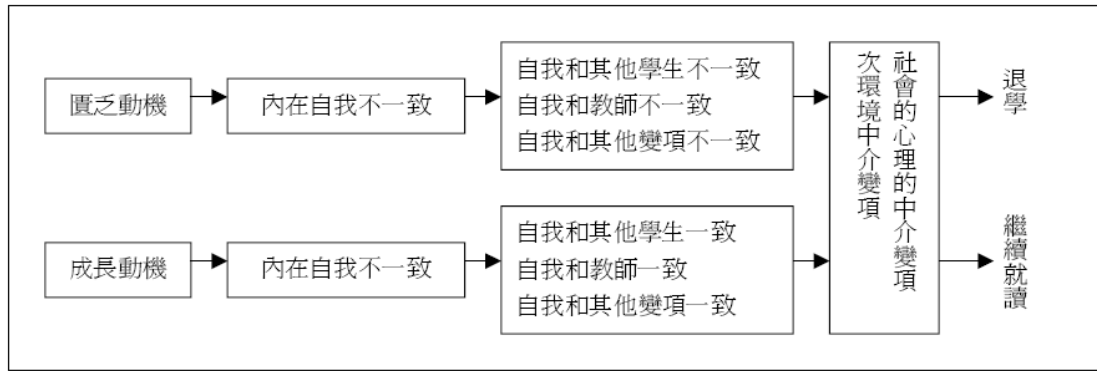 匱乏動機
內在自我不一致
自我和其他學生不一致
自我和教師不一致
自我和其他變項不一致
成長動機
內在自我不一致
自我和其他學生一致
自我和教師一致
自我和其他變項一致
社會的心理的中介變項
次環境中介變項
退學
繼續就讀